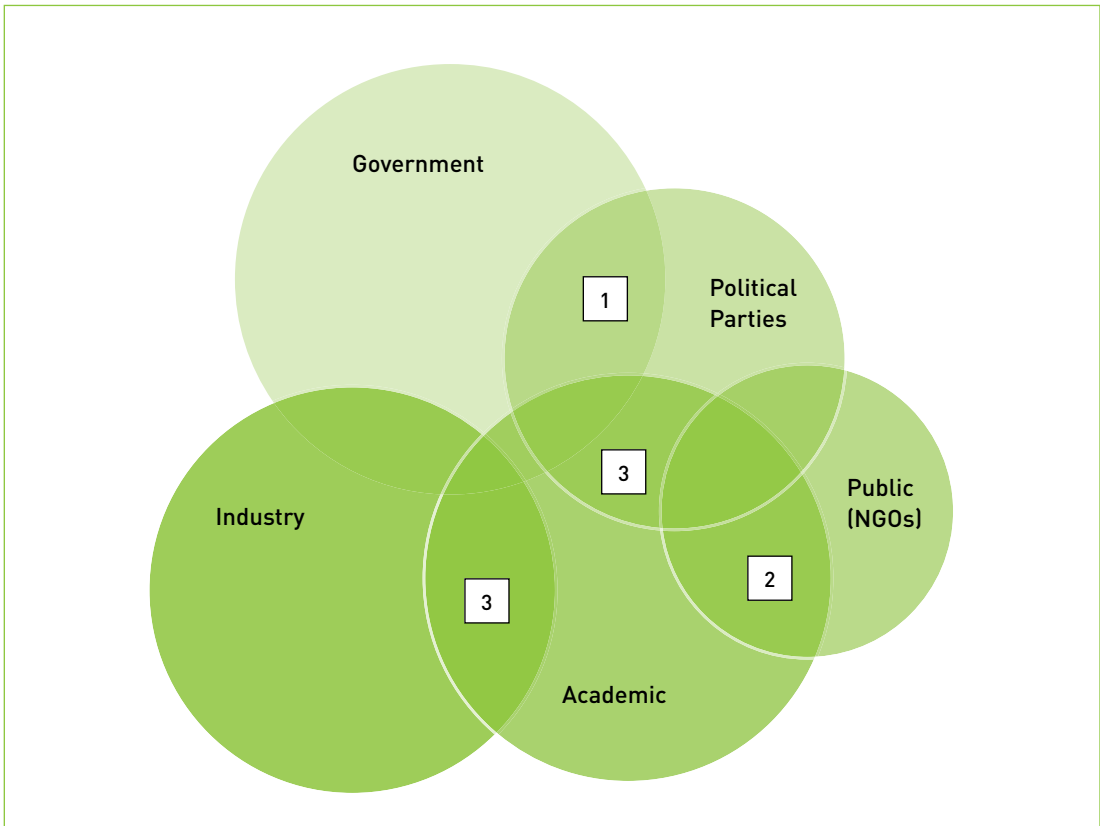 Government
Political
Parties
1
3
Public
(NGOs)
Industry
2
3
Academic